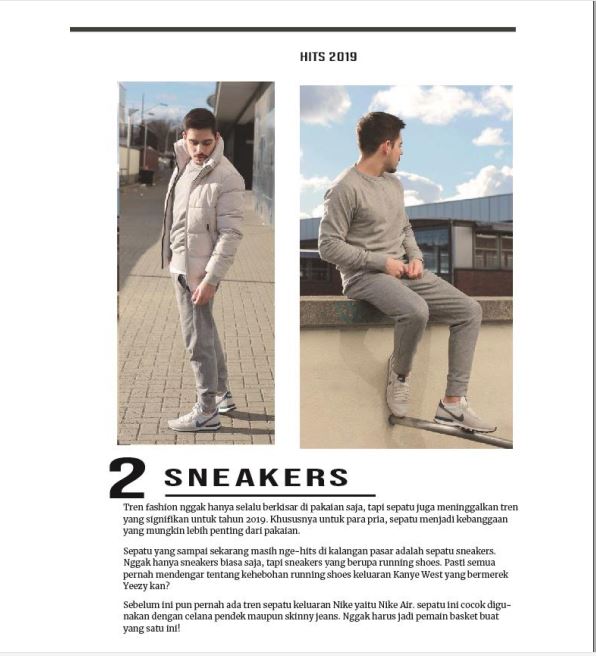 HITS 2019
2 SNEAKERS
Tren fashion nggak hanya selalu berkisar di pakaian saja, tapi sepatu juga meninggalkan tren
yang signifikan untuk tahun 2019. Khususnya untuk para pria, sepatu menjadi kebanggaan
yang mungkin lebih penting dari pakaian.
Sepatu yang sampai sekarang masih nge-hits di kalangan pasar adalah sepatu sneakers.
Nggak hanya sneakers biasa saja, tapi sneakers yang berupa running shoes. Pasti semua
pernah mendengar tentang kehebohan running shoes keluaran Kanye West yang bermerek
Yeezy kan?
Sebelum ini pun pernah ada tren sepatu keluaran Nike yaitu Nike Air. sepatu ini cocok digu-
nakan dengan celana pendek maupun skinny jeans. Nggak harus jadi pemain basket buat
yang satu ini!